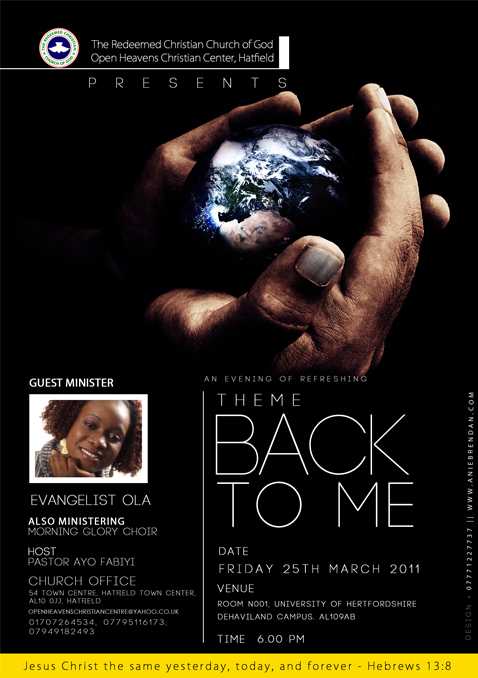 The Redeemed Christian Church of God
Open Heavens Christian Center, Hatfield
PRESENTS
GUEST MINISTER
EVANGELIST OLA
ALSO MINISTERING
MORNING GLORY CHOIR
HOST
PASTOR AYO FABIYI
CHURCH OFFICE
54 TOWN CENTRE, HATFIELD TOWN CENTER,
AL10 0JJ, HATFIELD
OPENHEAVENSCHRISTIANCENTRE@YAHOO.CO.UK
01707264534, 07795116173,
07949182493
AN EVENING OF REFRESHING
THEME
BACK
TO ME
DATE
FRIDAY 25TH MARCH 2011
VENUE
ROOM N001, UNIVERSITY OF HERTFORDSHIRE
DEHAVILAND CAMPUS. AL109AB
TIME 6.00 PM
DESIGN - 07771227737 || WWW.ANIEBRENDAN.COM
Jesus Christ the same yesterday, today, and forever - Hebrews 13:8